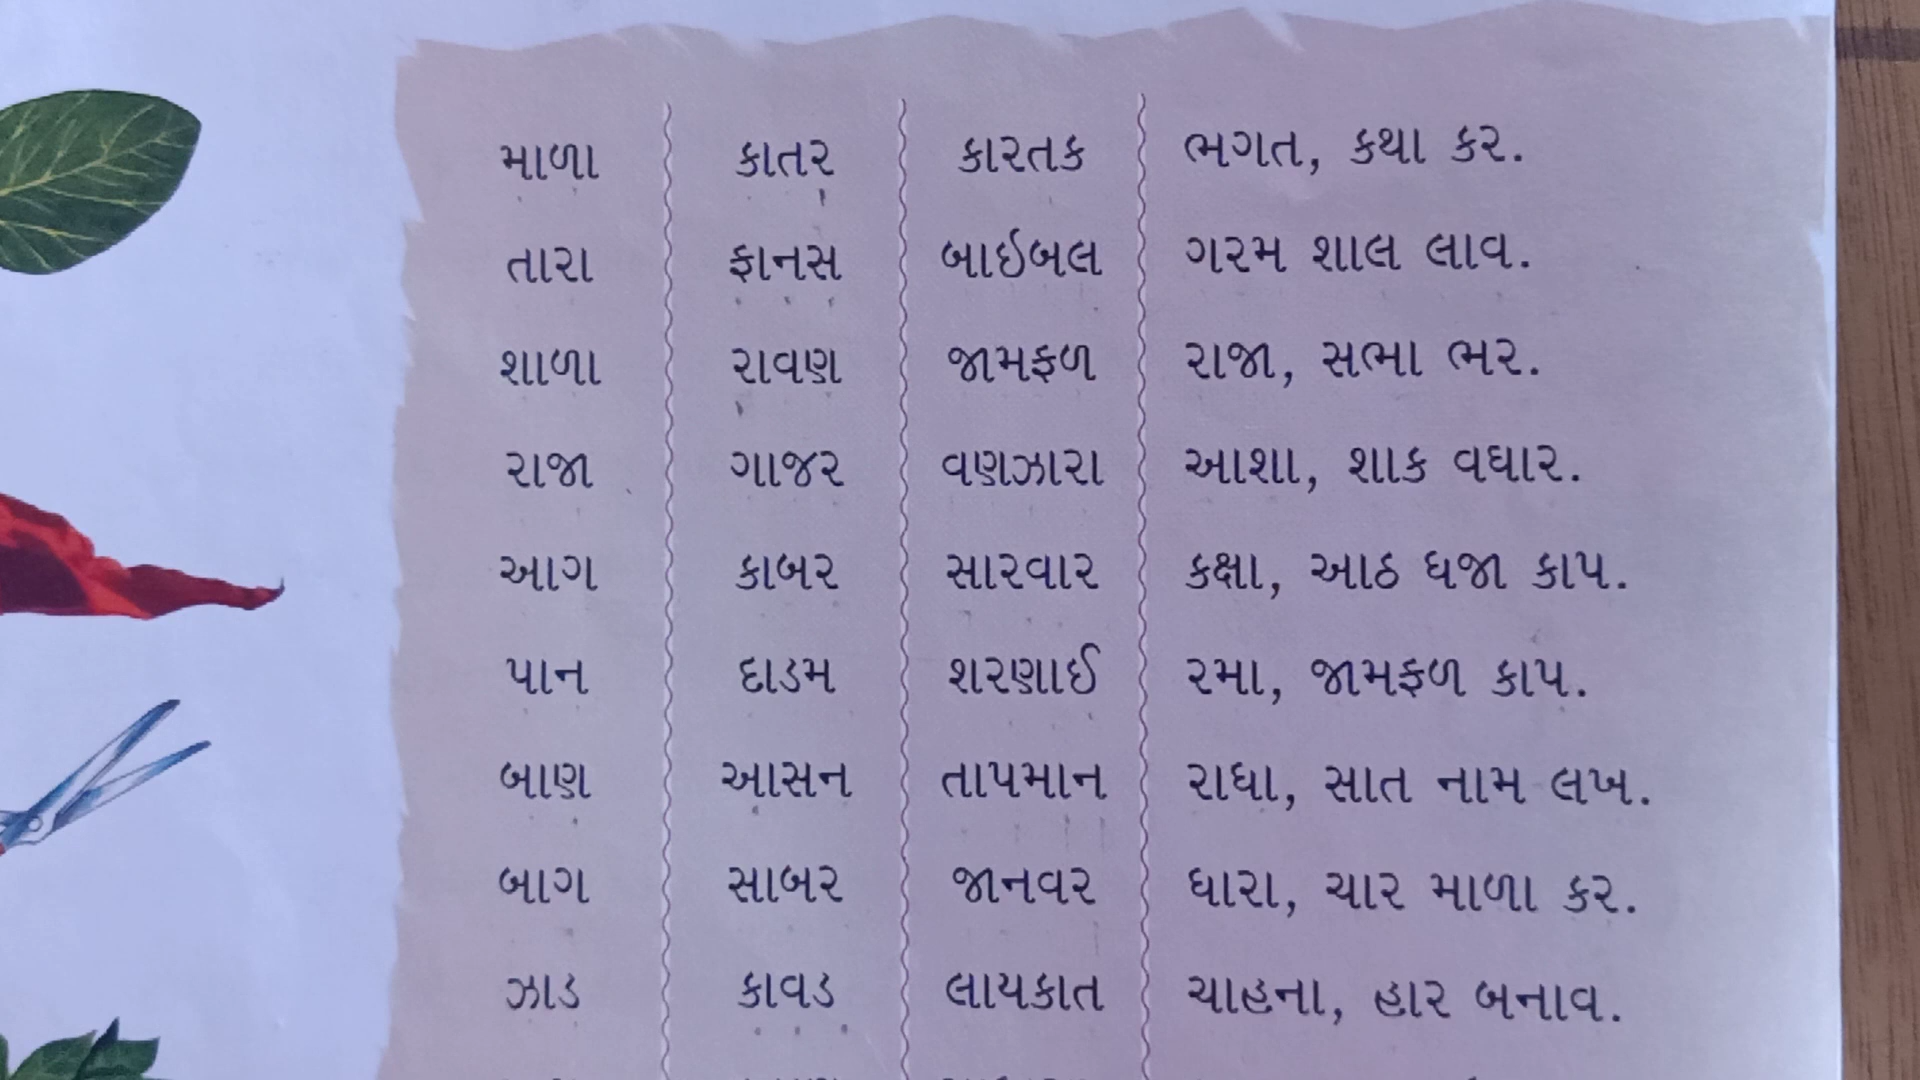 માળા કાતર કારતક ભગત, કથા કર.
તારા ફાનસ બાઇબલ ગરમ શાલ લાવ.
શાળા રાવણ જામફળ રાજા, સભા ભર.
રાજા ગાજર વણઝારા આશા, શાક વઘાર.
આગ કાબર સારવાર કક્ષા, આઠ ધજા કાપ.
પાન દાડમ શરણાઈ રમા, જામફળ કાપ.
બાણ આસન તાપમાન રાધા, સાત નામ લખ.
બાગ સાબર જાનવર ધારા, ચાર માળા કર.
ઝાડ કાવડ લાયકાત ચાહના, હાર બનાવ.